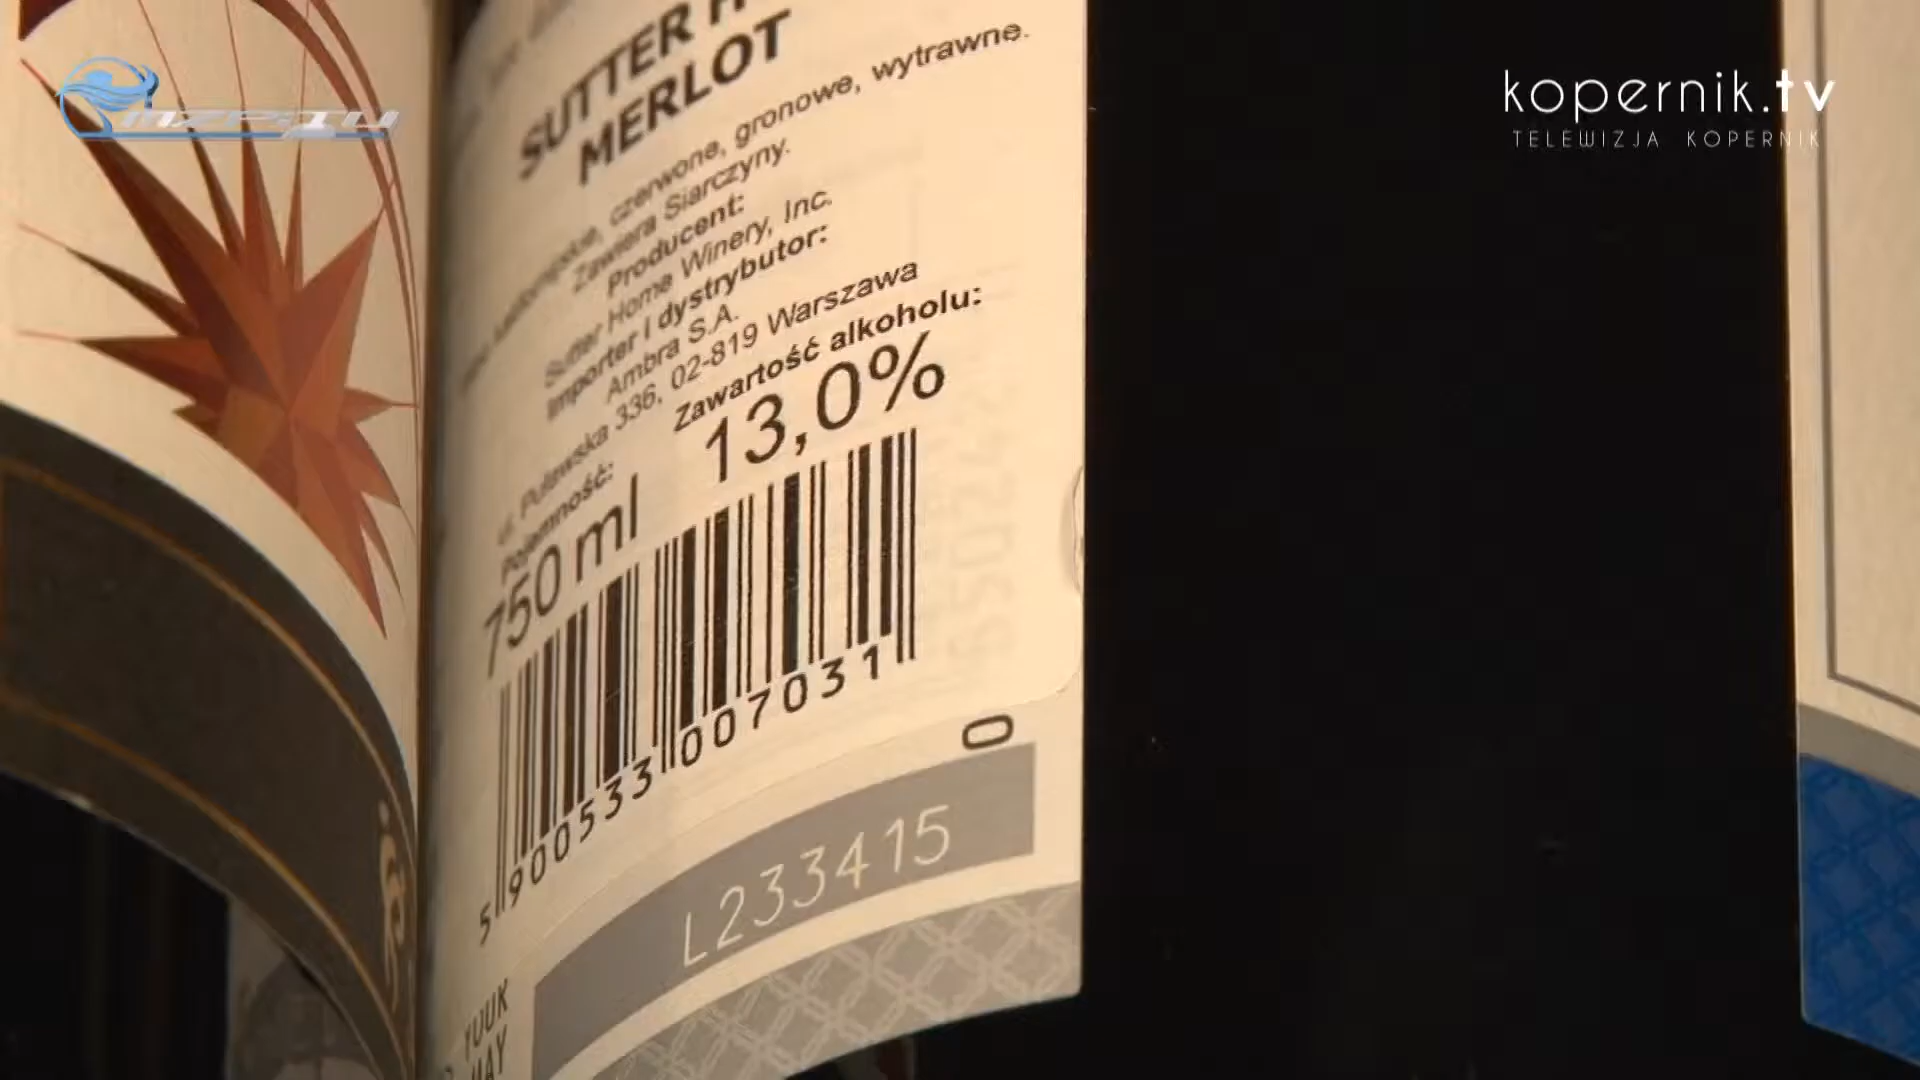 kopernik.tv
TELEWIZJA KOPERNIK
SUTTER H
MERLOT
czerwone, gronowe, wytrawne.
Zawiera Siarczyny.
Producent:
Sutter Home Winery, Inc.
Importer i dystrybutor:
Ambra S.A.
ul. Puławska 336, 02-819 Warszawa
Pojemność: Zawartość alkoholu:
750 ml 13,0%
5 900533 007031
0
L233415